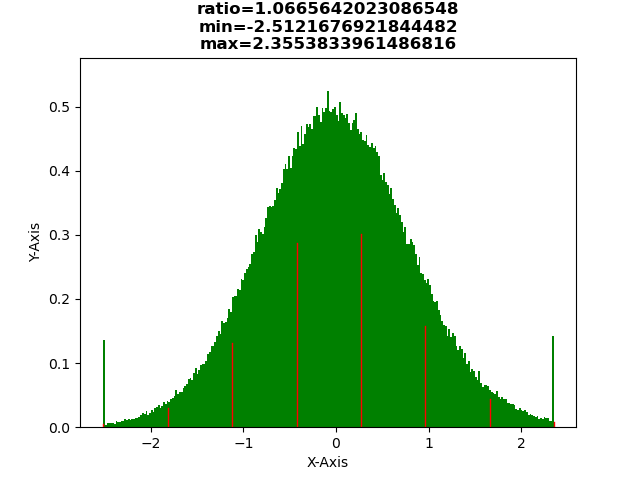 ratio=1.0665642023086548
min=-2.5121676921844482
max=2.3553833961486816
0.5
0.4
0.3
0.2
0.1
0.0
Y-Axis
−2
−1
0
1
2
X-Axis